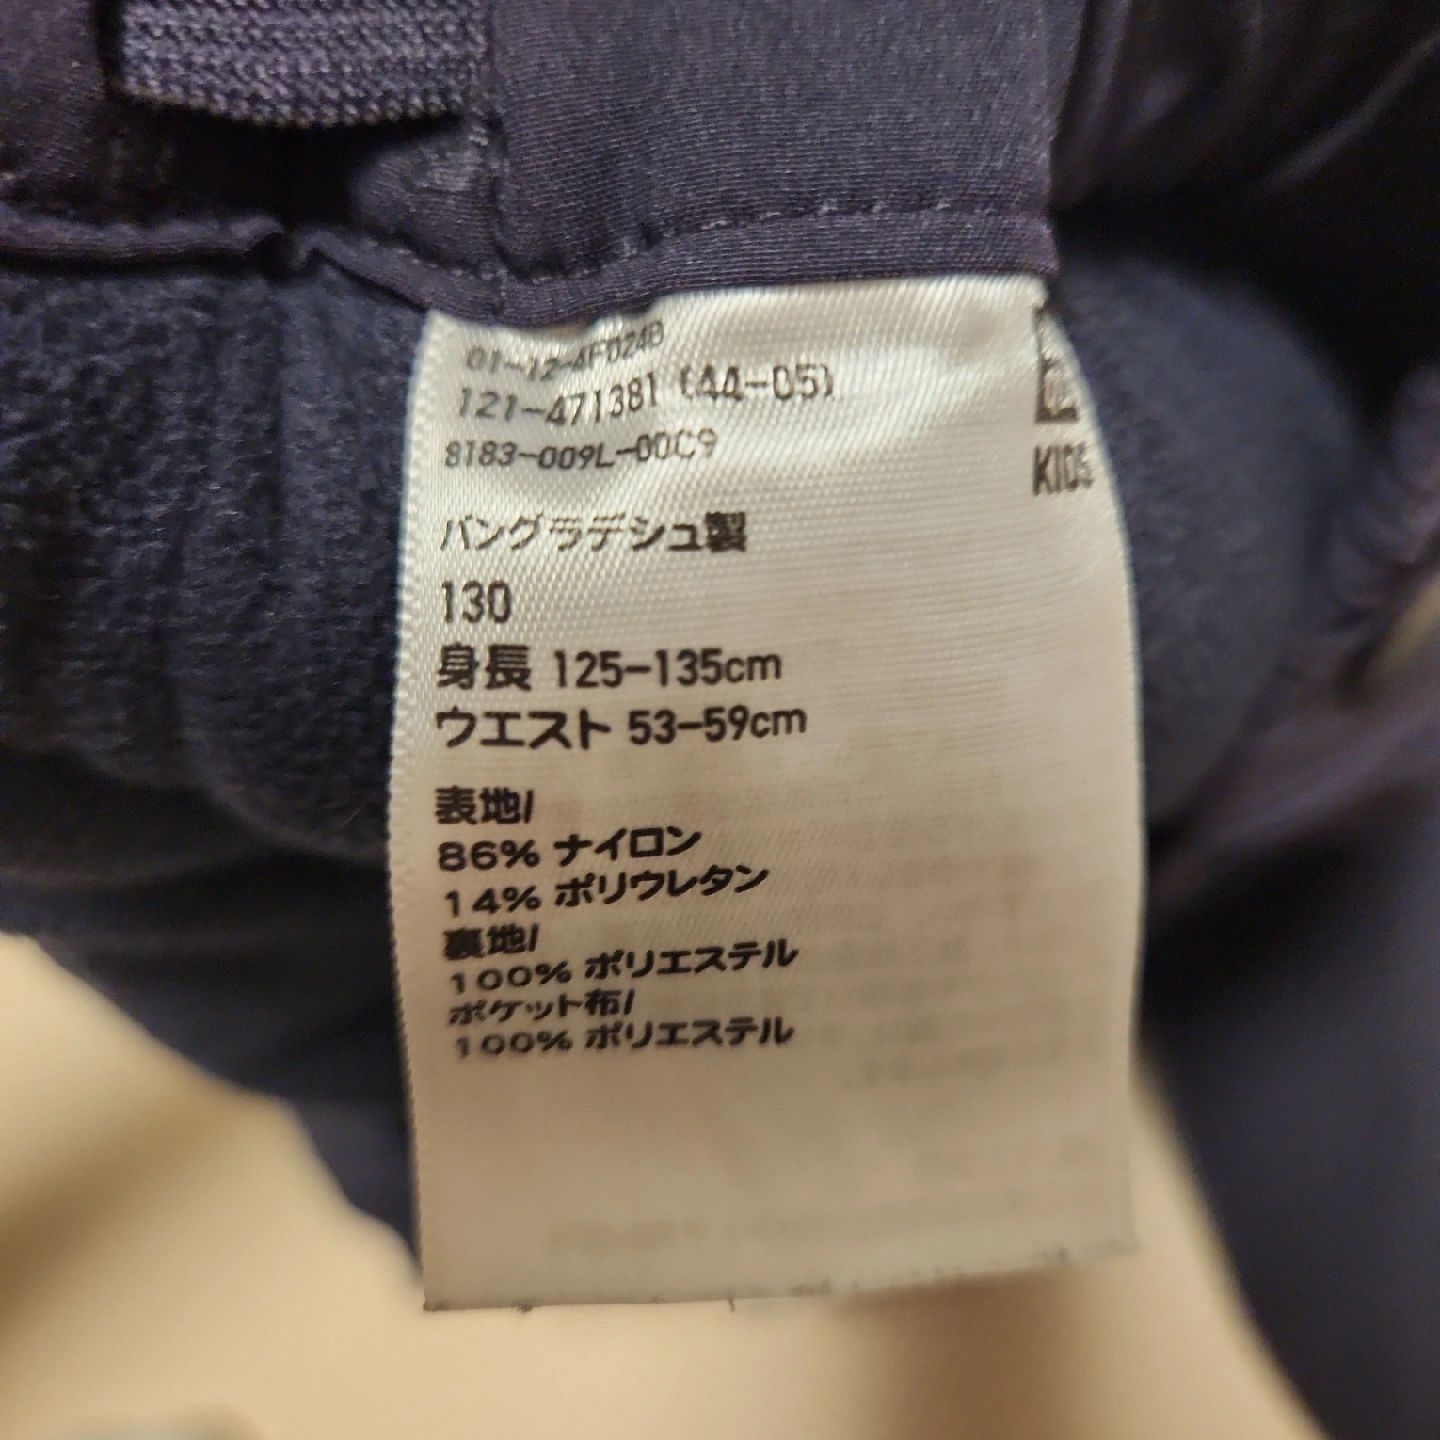 01-12-4F024B
121-471381 (44-05)
8183-009L-00C9
KIDS
バングラデシュ製
130
身長 125-135cm
ウエスト 53-59cm
表地/
86% ナイロン
14% ポリウレタン
裏地/
100% ポリエステル
ポケット布/
100% ポリエステル